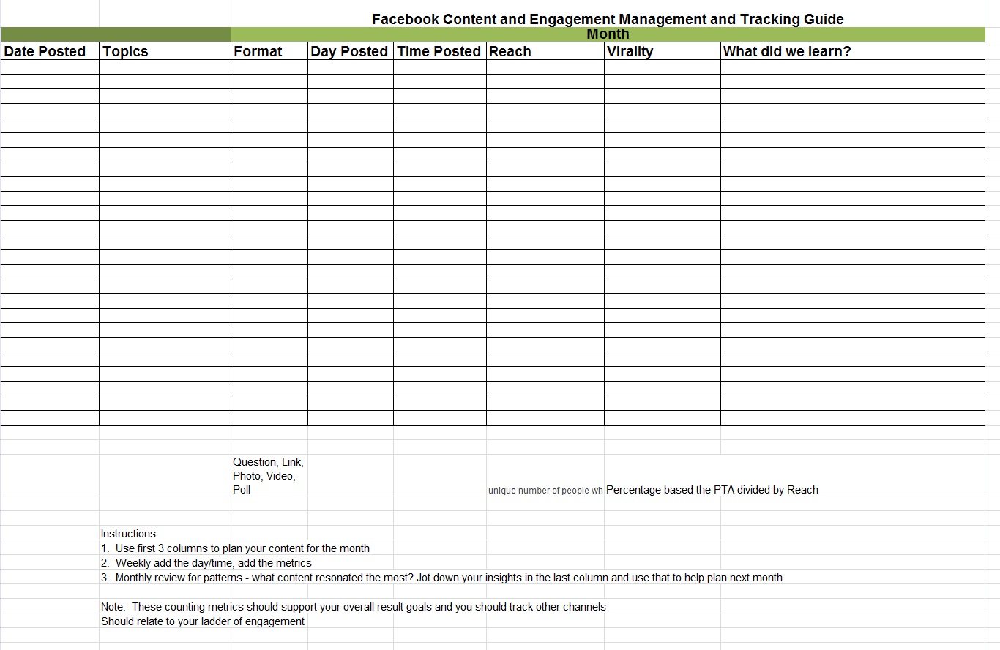 Facebook Content and Engagement Management and Tracking Guide
Month
Date Posted Topics Format Day Posted Time Posted Reach Virality What did we learn?
Question, Link,
Photo, Video,
Poll
unique number of people wh Percentage based the PTA divided by Reach
Instructions:
1. Use first 3 columns to plan your content for the month
2. Weekly add the day/time, add the metrics
3. Monthly review for patterns - what content resonated the most? Jot down your insights in the last column and use that to help plan next month
Note: These counting metrics should support your overall result goals and you should track other channels
Should relate to your ladder of engagement